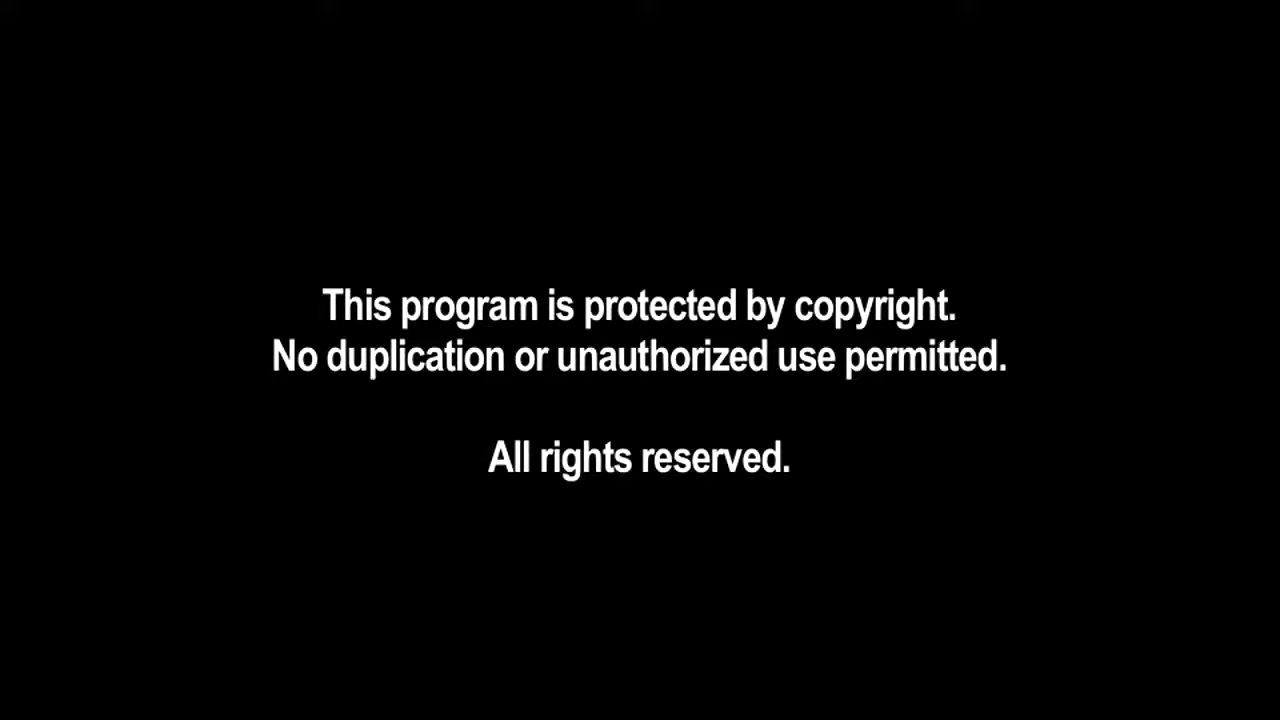 This program is protected by copyright.
No duplication or unauthorized use permitted.
All rights reserved.